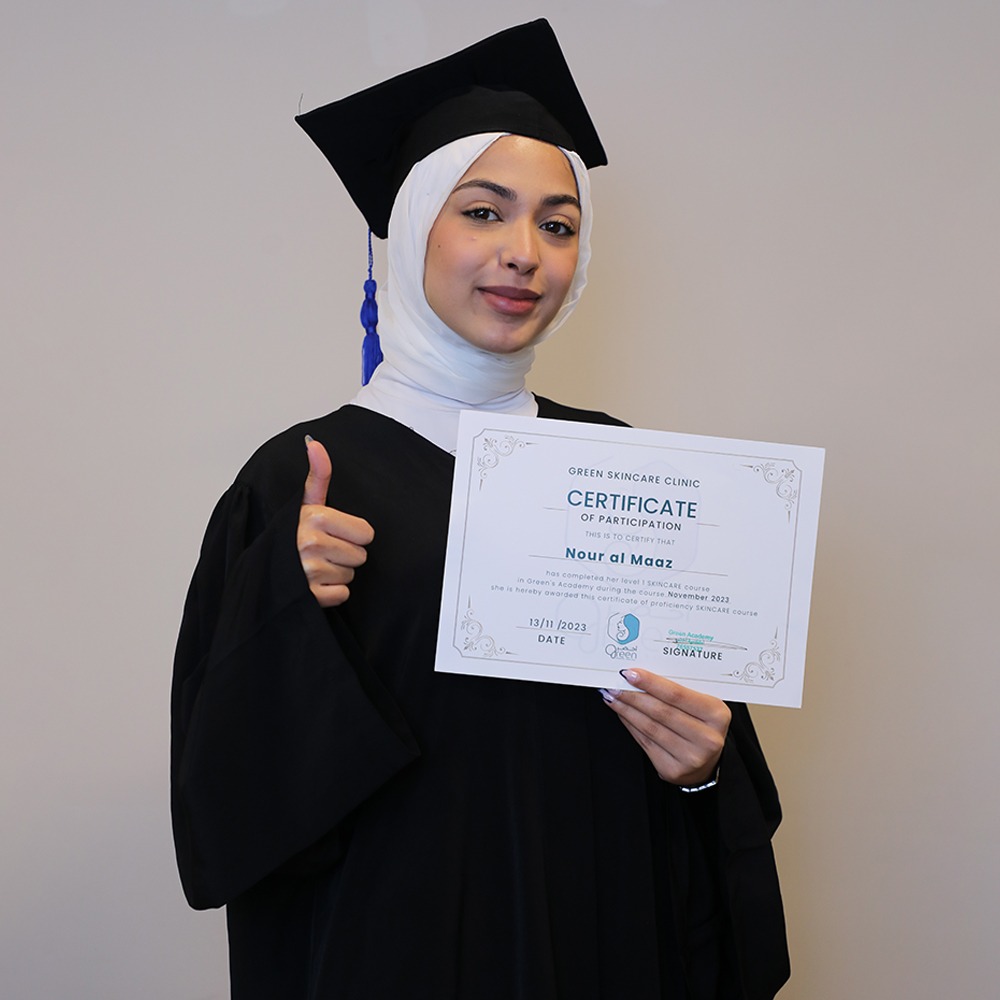 GREEN SKINCARE CLINIC
CERTIFICATE
OF PARTICIPATION
THIS IS TO CERTIFY THAT
Nour al Maaz
has completed her level 1 SKINCARE course
in Green's Academy during the course, November 2023
she is hereby awarded this certificate of proficiency SKINCARE course
13/11 /2023
DATE
Green
Green Academy
SIGNATURE